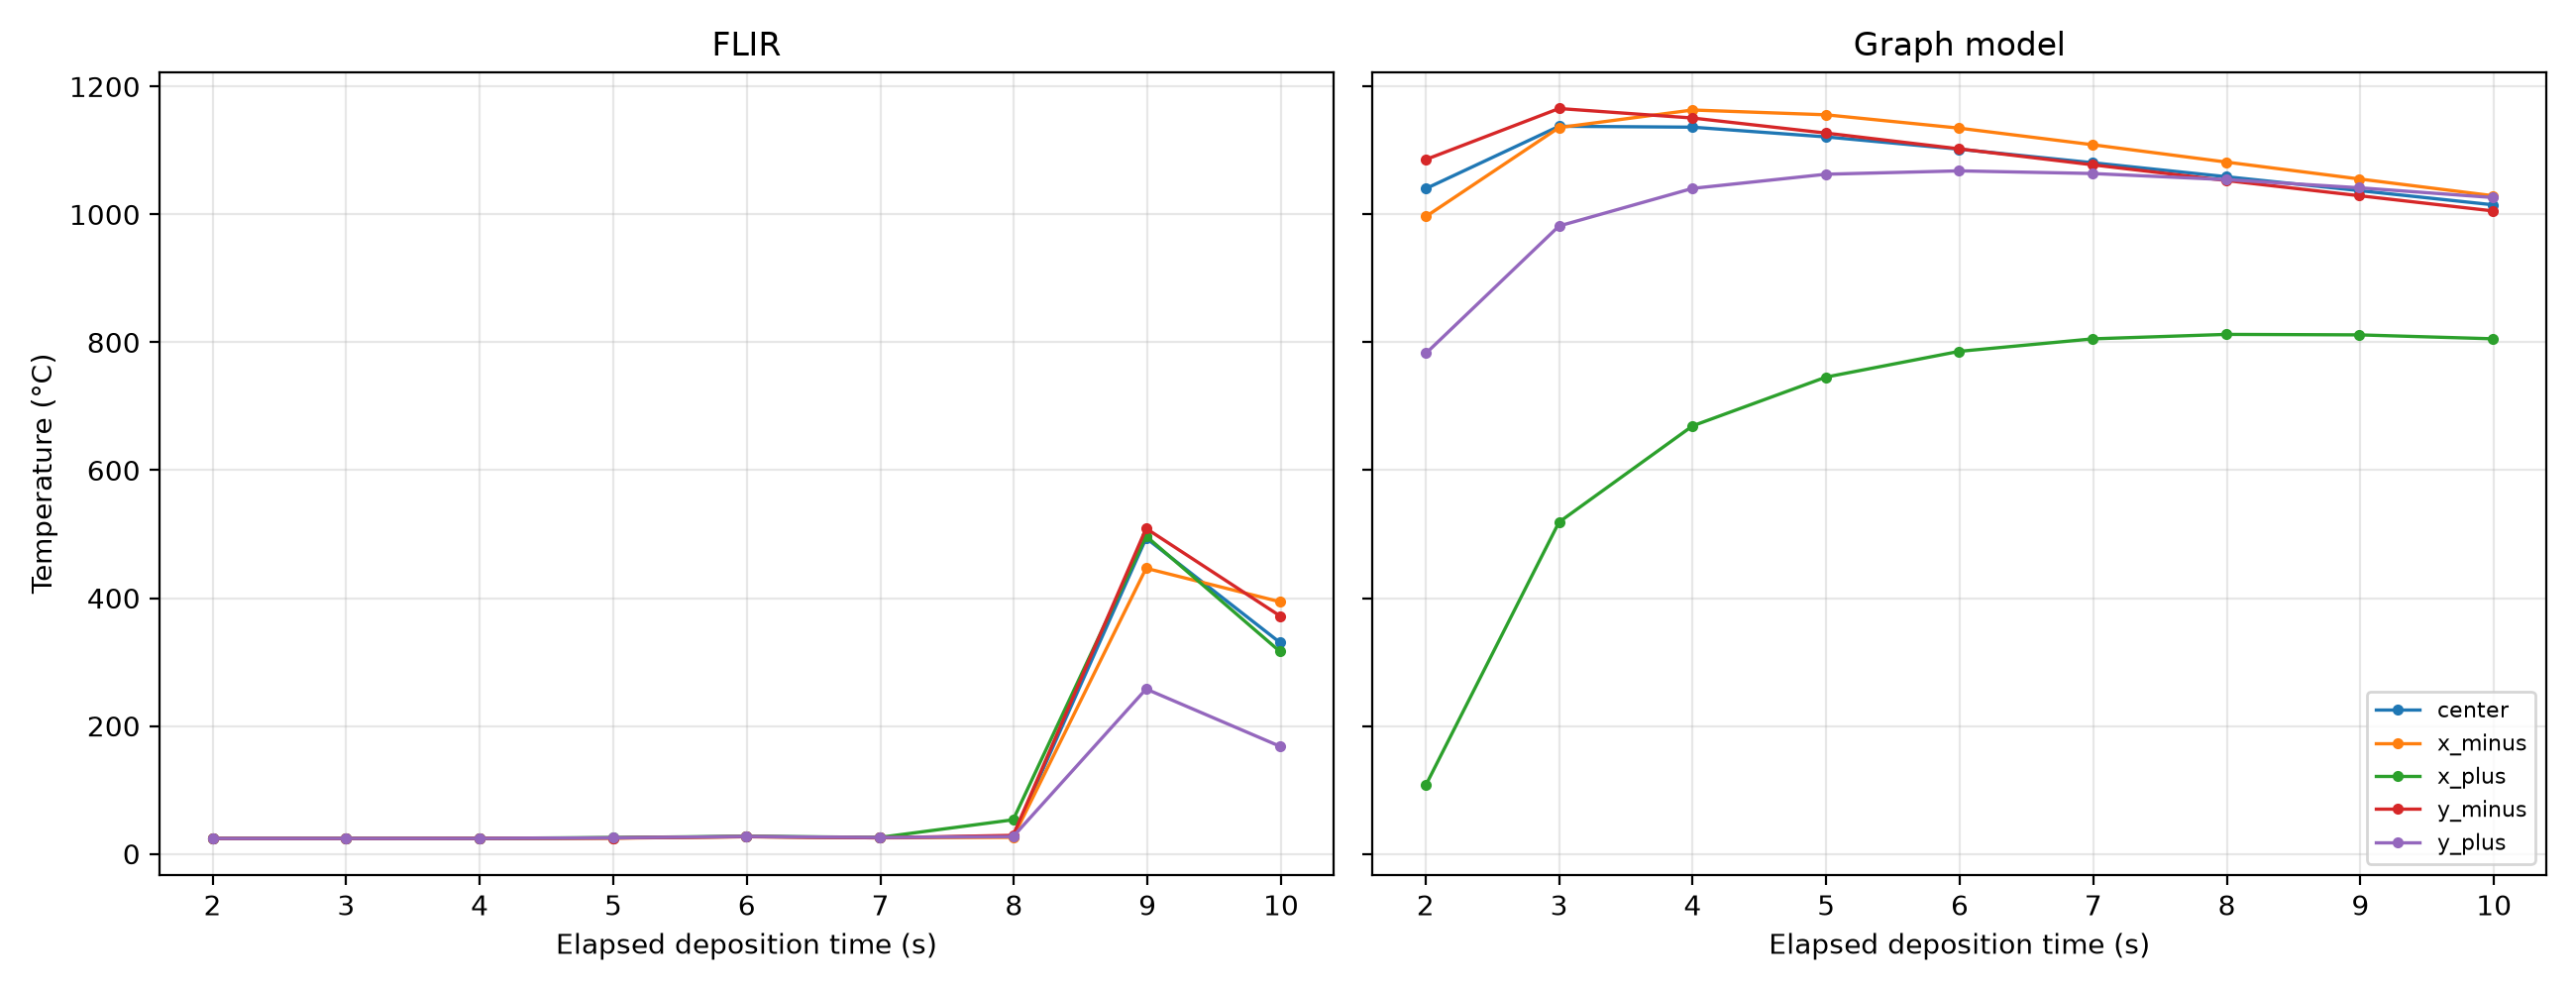 FLIR
Graph model
Temperature (°C)
1200
1000
800
600
400
200
0
2 3 4 5 6 7 8 9 10
Elapsed deposition time (s)
2 3 4 5 6 7 8 9 10
Elapsed deposition time (s)
center
x_minus
x_plus
y_minus
y_plus